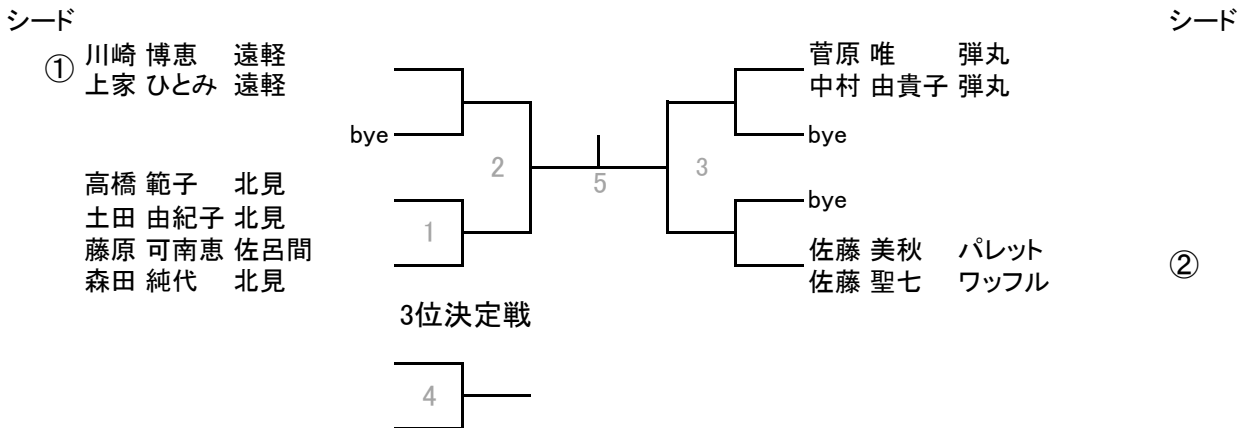 シード シード
① 川崎 博恵 遠軽 菅原 唯 弾丸
上家 ひとみ 遠軽 中村 由貴子 弾丸
bye bye
2 3
高橋 範子 北見 5
土田 由紀子 北見 bye
1
藤原 可南恵 佐呂間 佐藤 美秋 パレット ②
森田 純代 北見 佐藤 聖七 ワッフル
3位決定戦
4